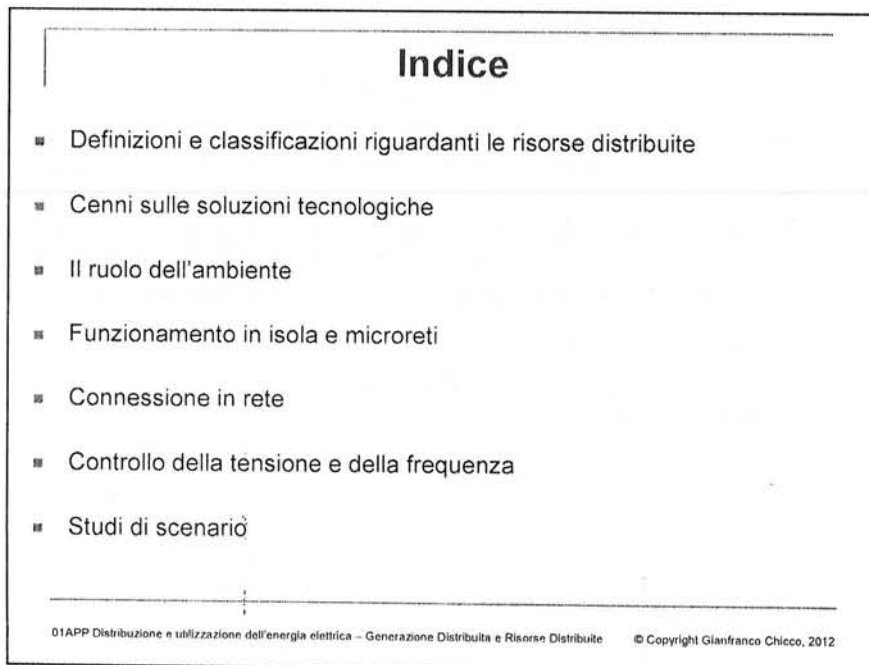 Indice
Definizioni e classificazioni riguardanti le risorse distribuite
Cenni sulle soluzioni tecnologiche
Il ruolo dell'ambiente
Funzionamento in isola e microreti
Connessione in rete
Controllo della tensione e della frequenza
Studi di scenario
01APP Distribuzione e utilizzazione dell'energia elettrica – Generazione Distribuita e Risorse Distribuite © Copyright Gianfranco Chicco, 2012